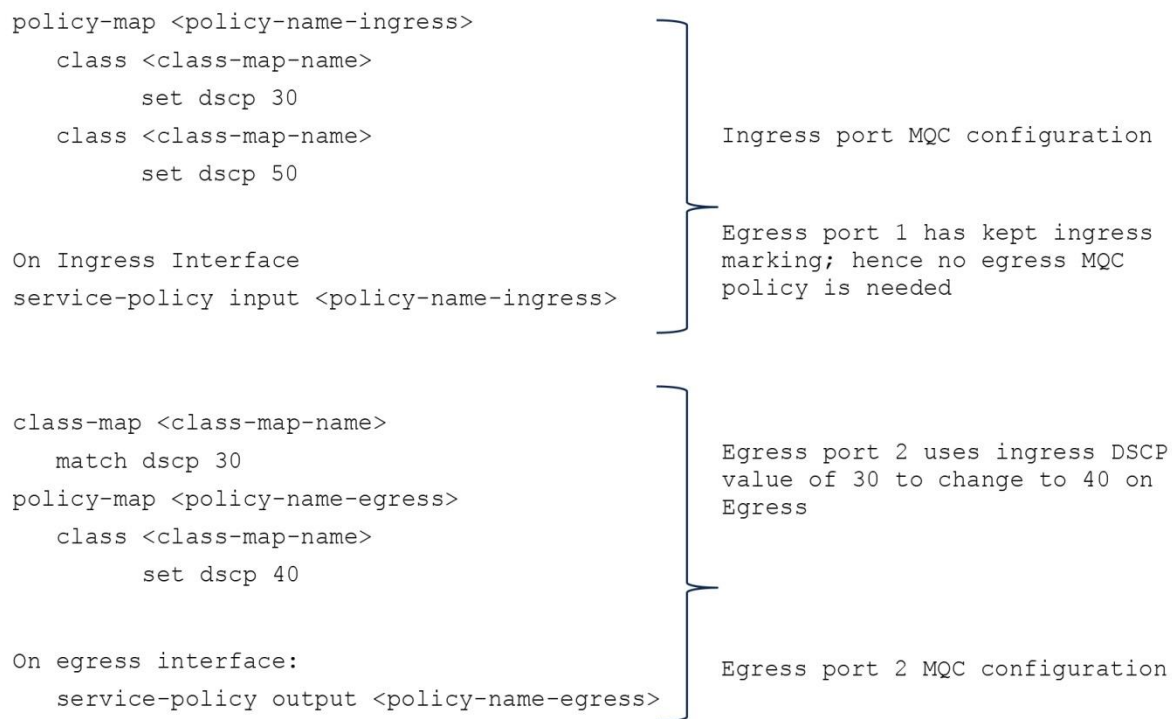 policy-map <policy-name-ingress>
class <class-map-name>
set dscp 30
class <class-map-name>
set dscp 50
On Ingress Interface
service-policy input <policy-name-ingress>
Ingress port MQC configuration
Egress port 1 has kept ingress
marking; hence no egress MQC
policy is needed
class-map <class-map-name>
match dscp 30
policy-map <policy-name-egress>
class <class-map-name>
set dscp 40
On egress interface:
service-policy output <policy-name-egress>
Egress port 2 uses ingress DSCP
value of 30 to change to 40 on
Egress
Egress port 2 MQC configuration